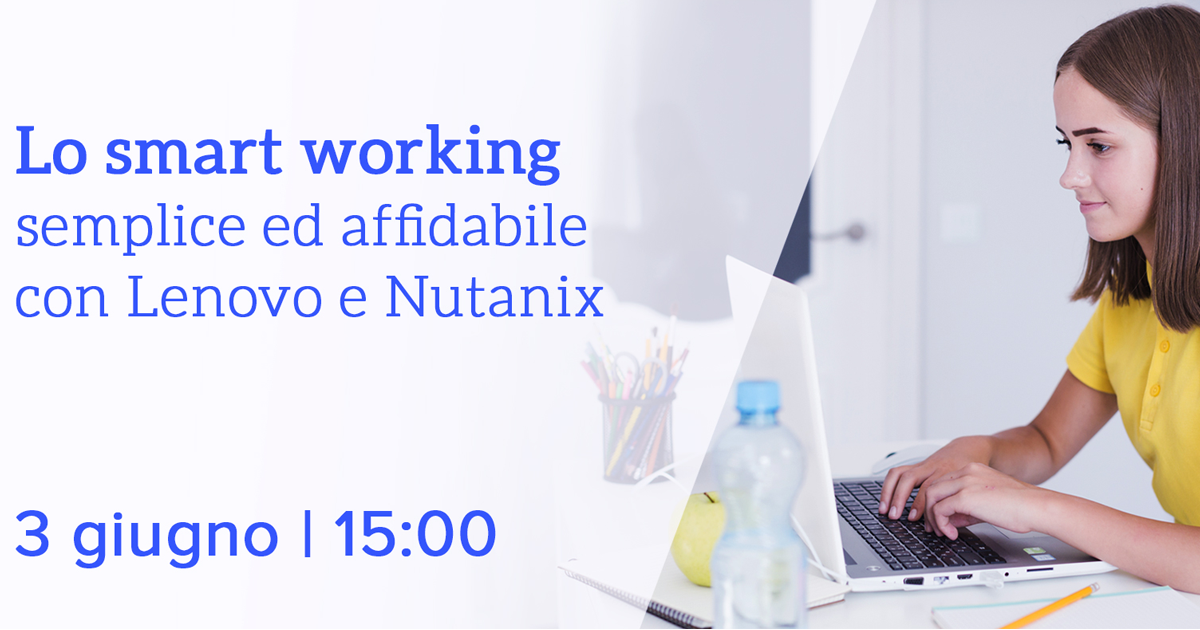 Lo smart working
semplice ed affidabile
con Lenovo e Nutanix
3 giugno | 15:00